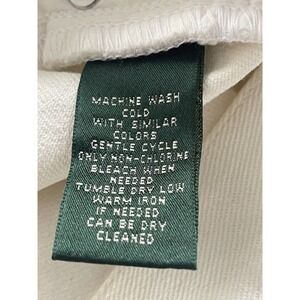 MACHINE WASH
COLD
WITH SIMILAR
COLORS
GENTLE CYCLE
ONLY NON-CHLORINE
BLEACH WHEN
NEEDED
TUMBLE DRY LOW
WARM IRON
IF NEEDED
CAN BE DRY
CLEANED